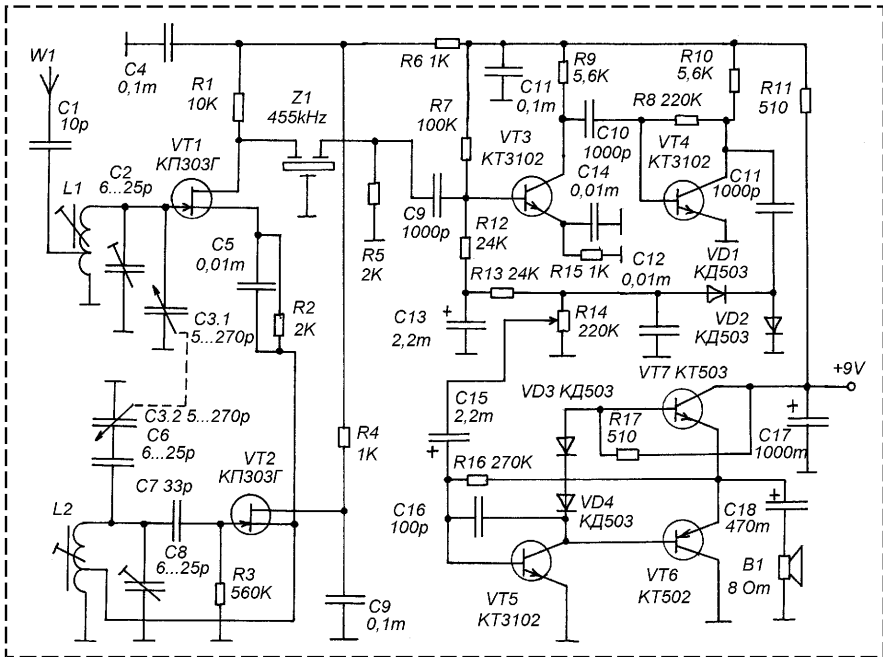 W1
C4
0,1m
C1
10p
R1
10K
Z1
455kHz
R6 1K
C11
0,1m
R9
5,6K
R10
5,6K
R11
510
R7
100K
R8 220K
VT1
КП303Г
VT3
КТ3102
C10
1000p
VT4
КТ3102
L1
C2
6...25p
C14
0,01m
C11
1000p
C5
0,01m
R5
2K
C9
1000p
R12
24K
R15 1K
C12
0,01m
VD1
КД503
R13 24K
R2
2K
C3.1
5...270p
C13
2,2m
R14
220K
VD2
КД503
VT7 КТ503
+9V
C3.2 5...270p
C6
6...25p
C15
2,2m
VD3 КД503
R17
510
C17
1000m
R4
1K
VT2
КП303Г
C7 33p
R16 270K
C16
100p
VD4
КД503
C18
470m
L2
C8
6...25p
R3
560K
C9
0,1m
VT5
КТ3102
VT6
КТ502
B1
8 Om